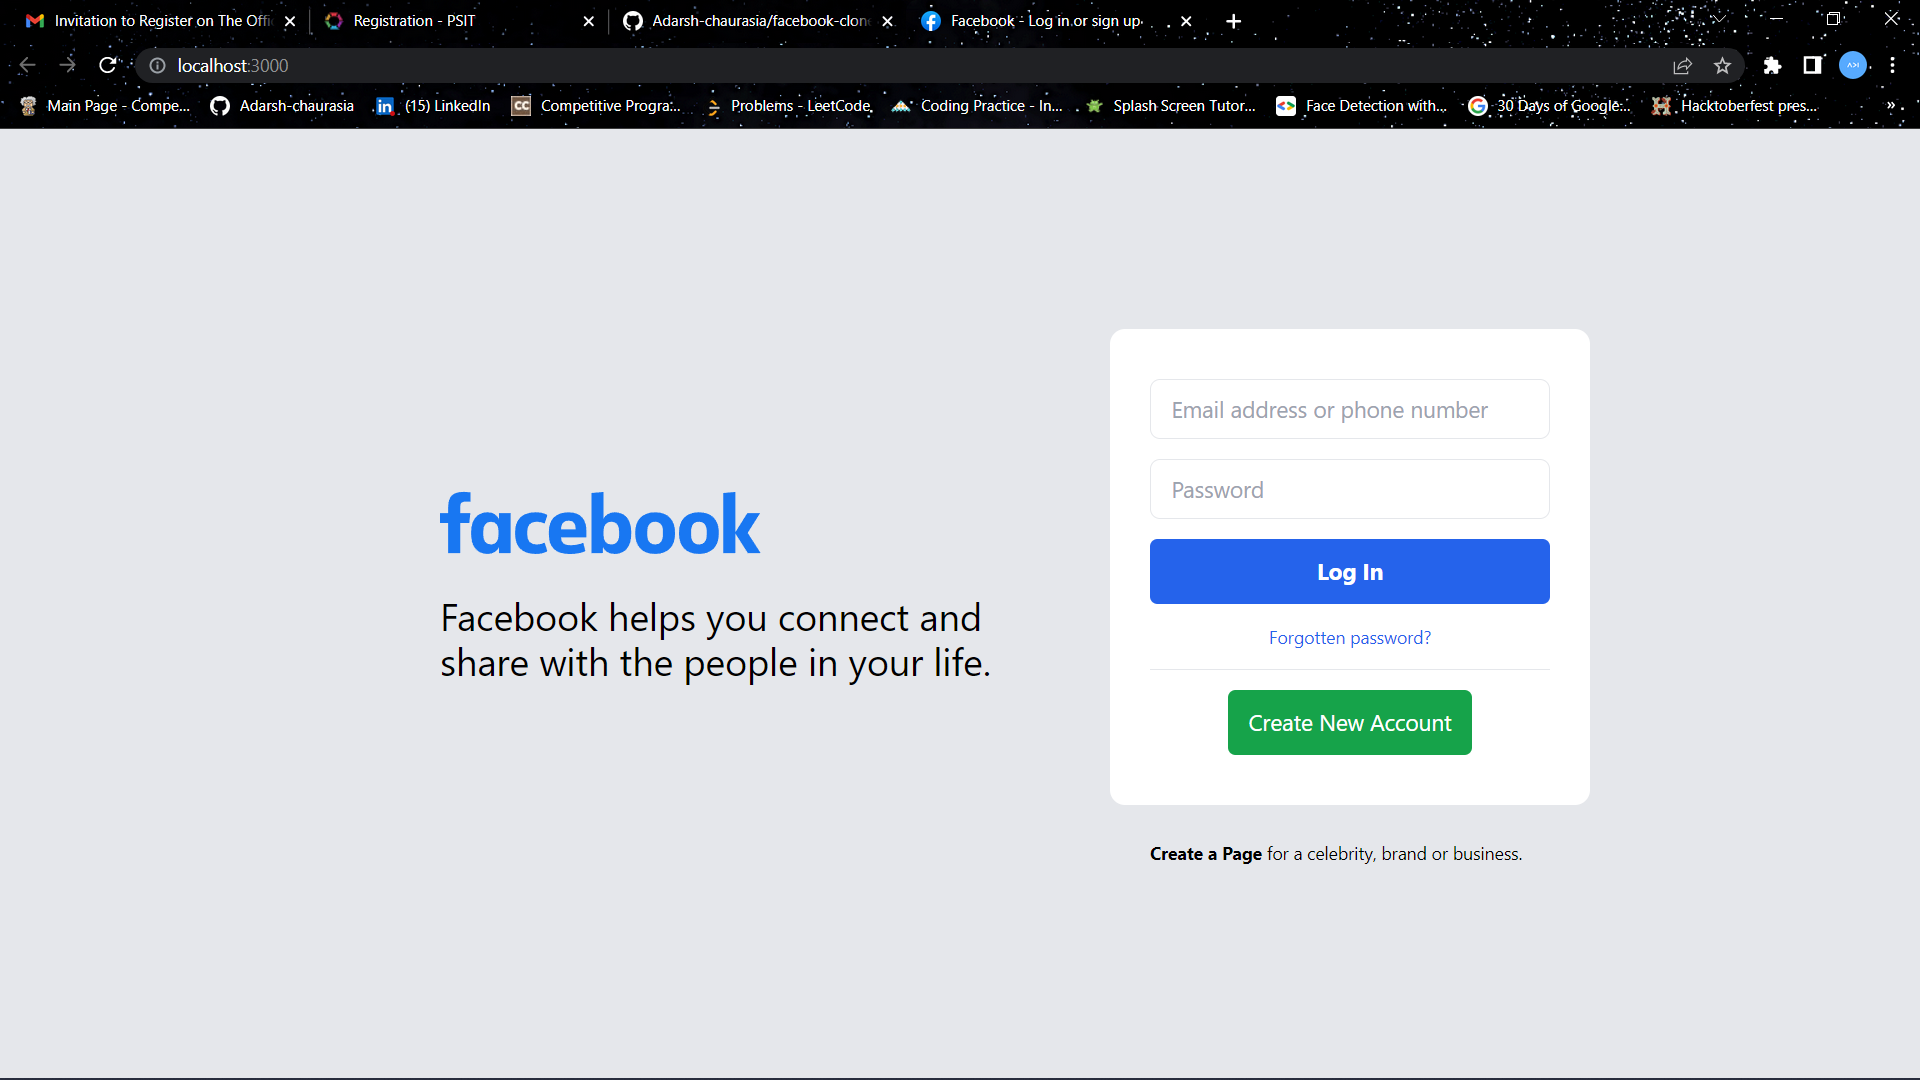 Invitation to Register on The Offi
Registration - PSIT
Adarsh-chaurasia/facebook-clone
Facebook - Log in or sign up
localhost:3000
Main Page - Compe...
Adarsh-chaurasia
in
(15) LinkedIn
CC
Competitive Progra...
Problems - LeetCode
Coding Practice - In...
Splash Screen Tutor...
Face Detection with...
30 Days of Google...
Hacktoberfest pres...
facebook
Facebook helps you connect and
share with the people in your life.
Email address or phone number
Password
Log In
Forgotten password?
Create New Account
Create a Page for a celebrity, brand or business.